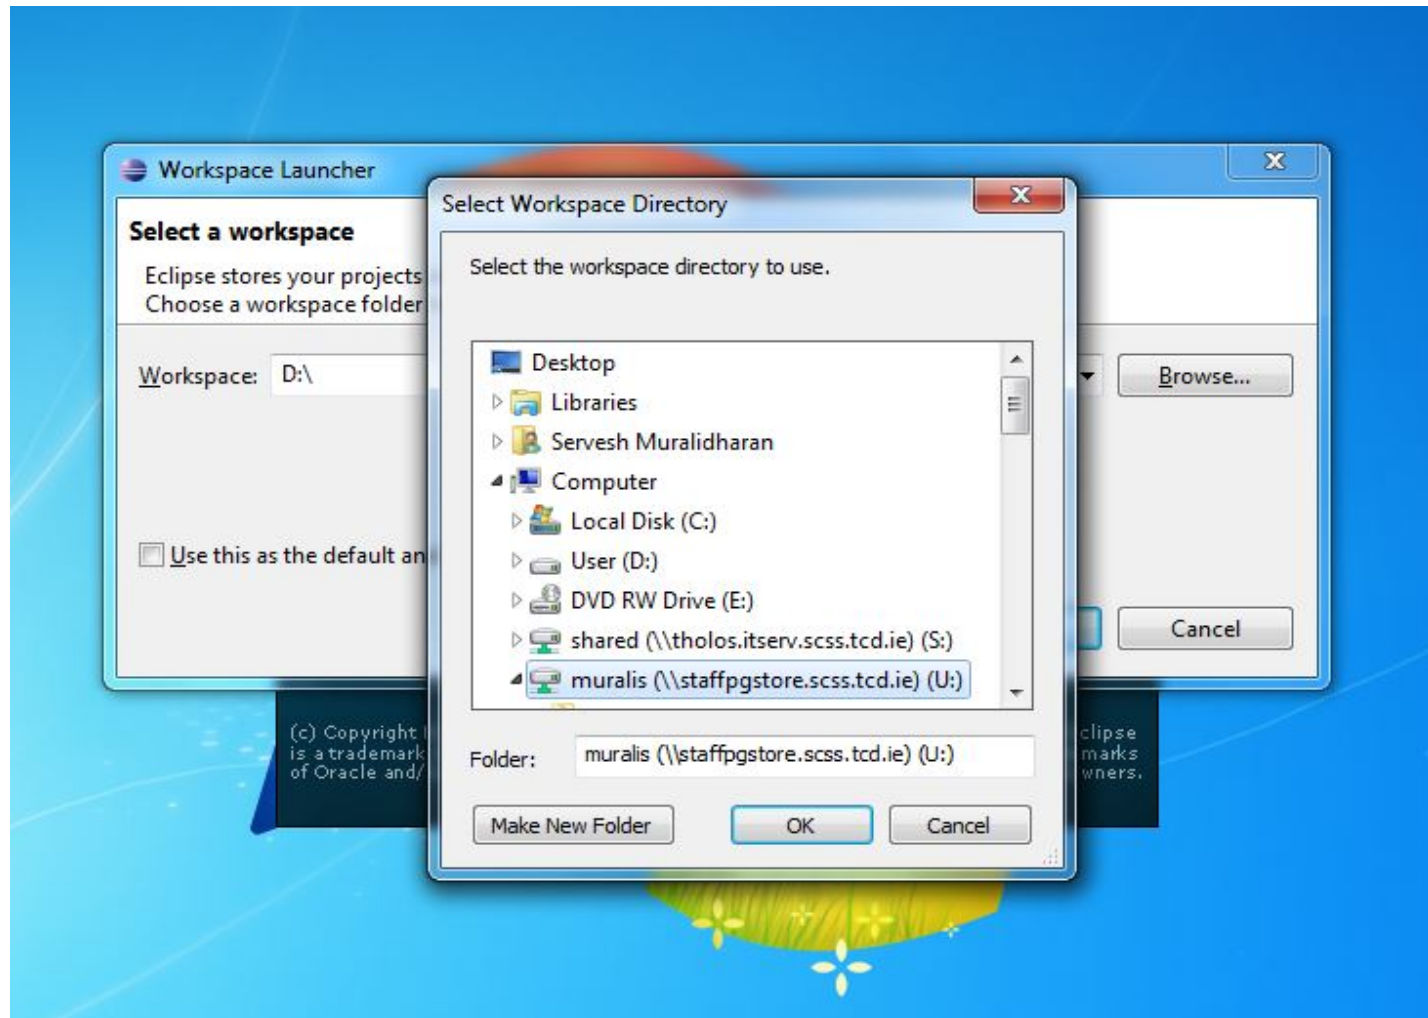 Workspace Launcher
Select a workspace
Eclipse stores your projects
Choose a workspace folder
Workspace: D:\
Browse...
Use this as the default an
Cancel
Select Workspace Directory
Select the workspace directory to use.
Desktop
Libraries
Servesh Muralidharan
Computer
Local Disk (C:)
User (D:)
DVD RW Drive (E:)
shared (\\tholos.itserv.scss.tcd.ie) (S:)
muralis (\\staffpgstore.scss.tcd.ie) (U:)
Folder: muralis (\\staffpgstore.scss.tcd.ie) (U:)
Make New Folder OK Cancel
(c) Copyright clipse
is a trademark marks
of Oracle and/ wners.